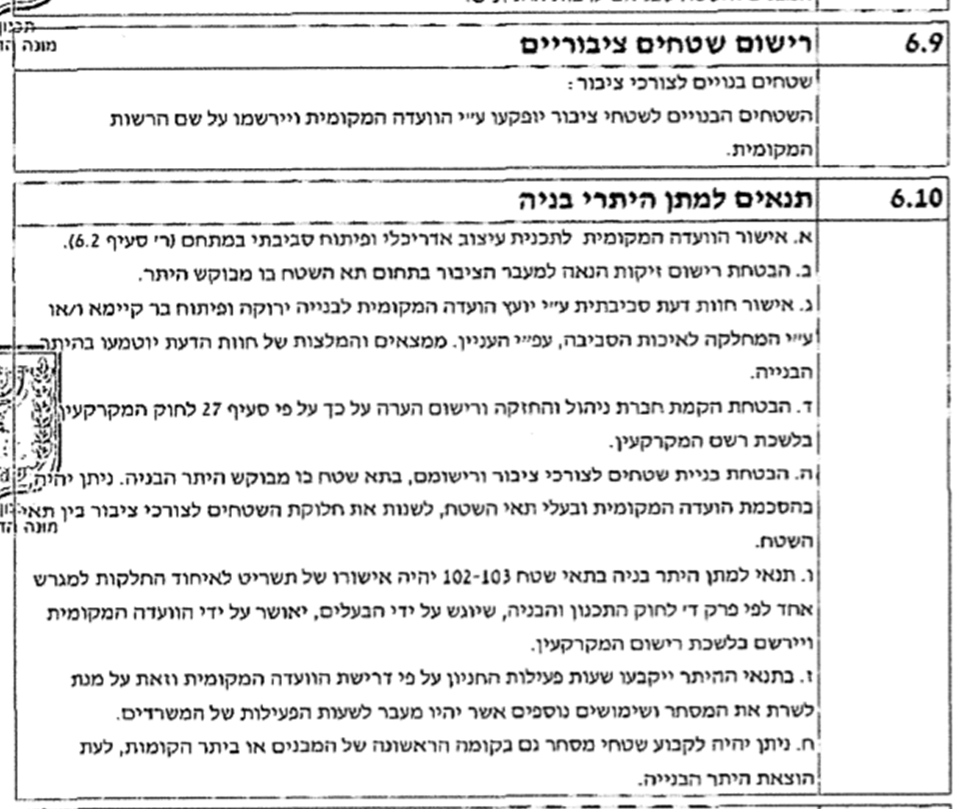 תכנון
מונה הד
6.9 רישום שטחים ציבוריים
שטחים בנויים לצורכי ציבור:
השטחים הבנויים לשטחי ציבור יופקעו ע״י הוועדה המקומית ויירשמו על שם הרשות
המקומית.
6.10 תנאים למתן היתרי בניה
א. אישור הוועדה המקומית לתכנית עיצוב אדריכלי ופיתוח סביבתי במתחם (ר׳ סעיף 6.2).
ב. הבטחת רישום זיקות הנאה למעבר הציבור בתחום תא השטח בו מבוקש היתר.
ג. אישור חוות דעת סביבתית ע״י יועץ הועדה המקומית לבנייה ירוקה ופיתוח בר קיימא ו/או
ע״י המחלקה לאיכות הסביבה, עפ״י העניין. ממצאים והמלצות של חוות הדעת יוטמעו בהיתר
הבנייה.
ד. הבטחת הקמת חברת ניהול והחזקה ורישום הערה על כך על פי סעיף 27 לחוק המקרקעין
בלשכת רשם המקרקעין.
ה. הבטחת בניית שטחים לצורכי ציבור ורישומם, בתא שטח בו מבוקש היתר הבניה. ניתן יהיה,
בהסכמת הועדה המקומית ובעלי תאי השטח, לשנות את חלוקת השטחים לצורכי ציבור בין תאי
השטח.
מונה הד
ו. תנאי למתן היתר בניה בתאי שטח 102-103 יהיה אישורו של תשריט לאיחוד החלקות למגרש
אחד לפי פרק ד׳ לחוק התכנון והבניה, שיוגש על ידי הבעלים, יאושר על ידי הוועדה המקומית
ויירשם בלשכת רישום המקרקעין.
ז. בתנאי ההיתר ייקבעו שעות פעילות החניון על פי דרישת הוועדה המקומית וזאת על מנת
לשרת את המסחר ושימושים נוספים אשר יהיו מעבר לשעות הפעילות של המשרדים.
ח. ניתן יהיה לקבוע שטחי מסחר גם בקומה הראשונה של המבנים או ביתר הקומות, לעת
הוצאת היתר הבנייה.